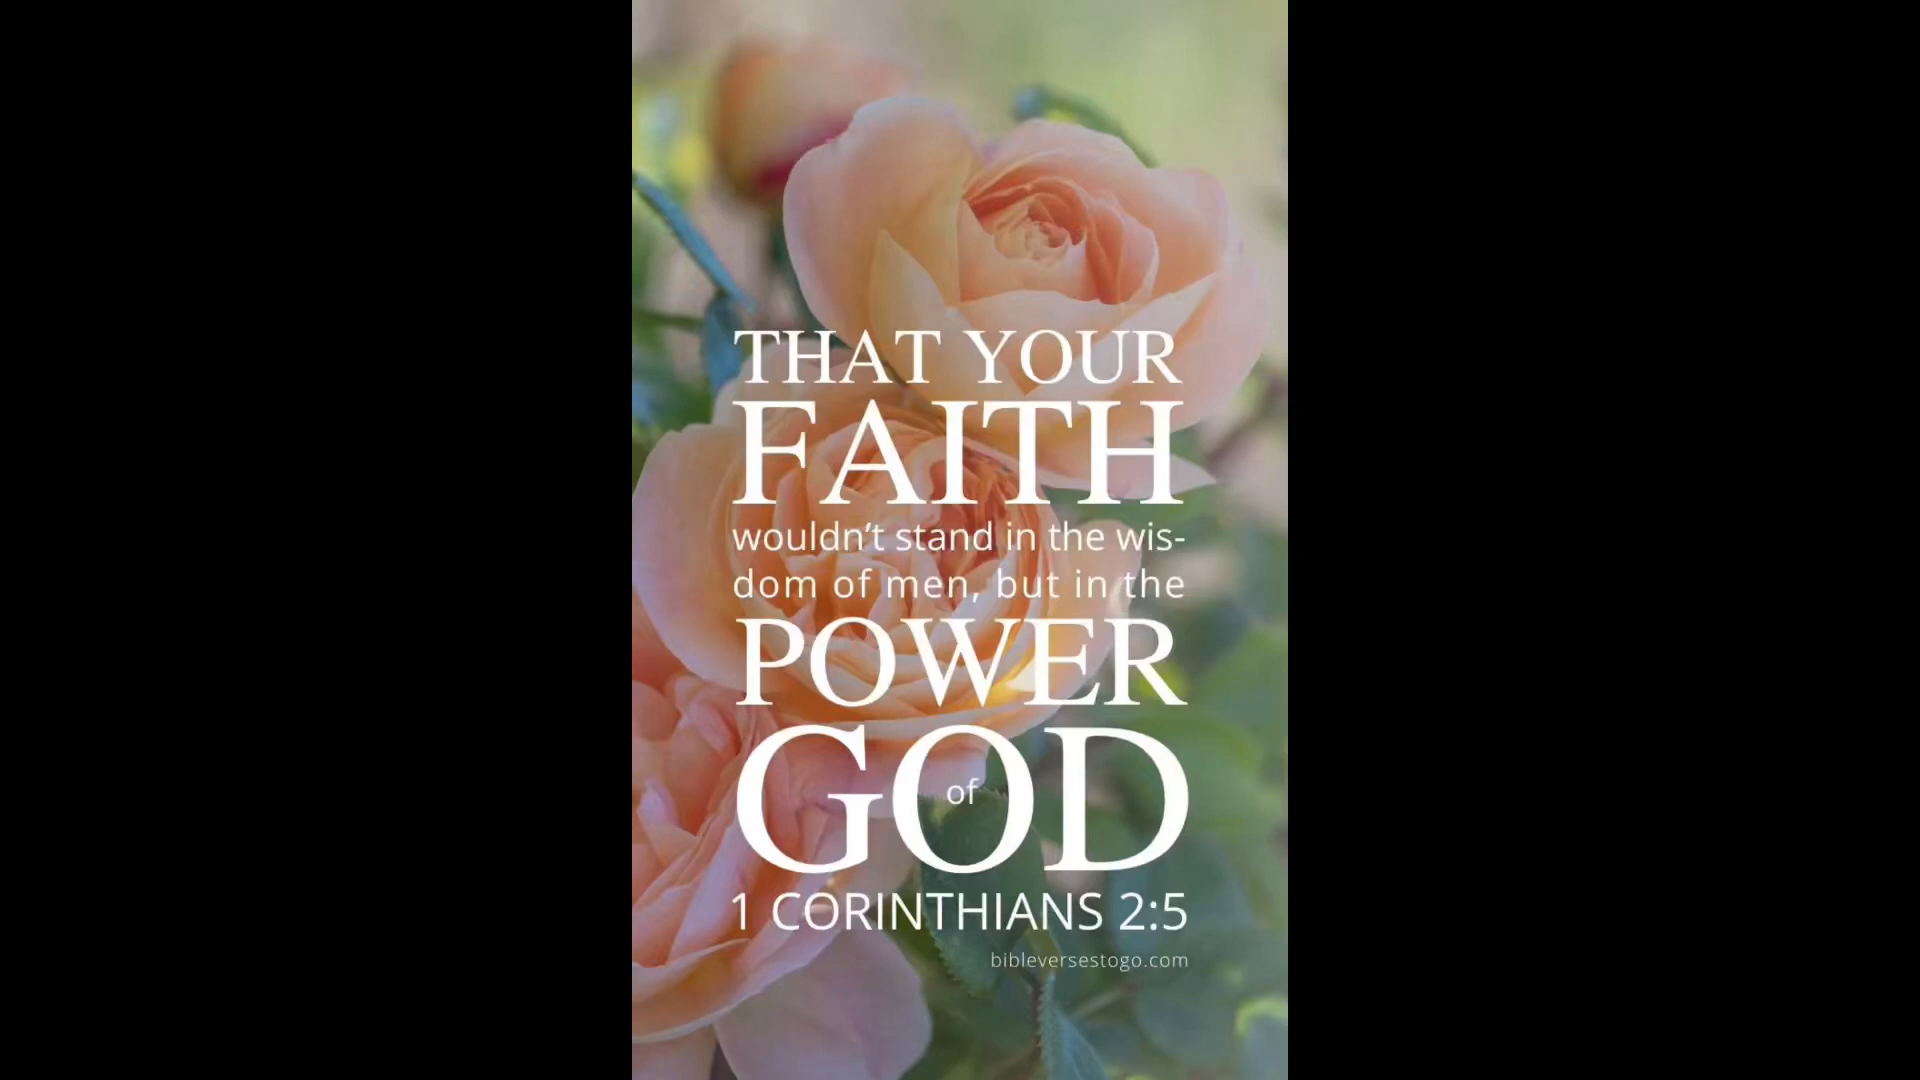 THAT YOUR
FAITH
wouldn't stand in the wis-
dom of men, but in the
POWER
of
GOD
1 CORINTHIANS 2:5
bibleversestogo.com